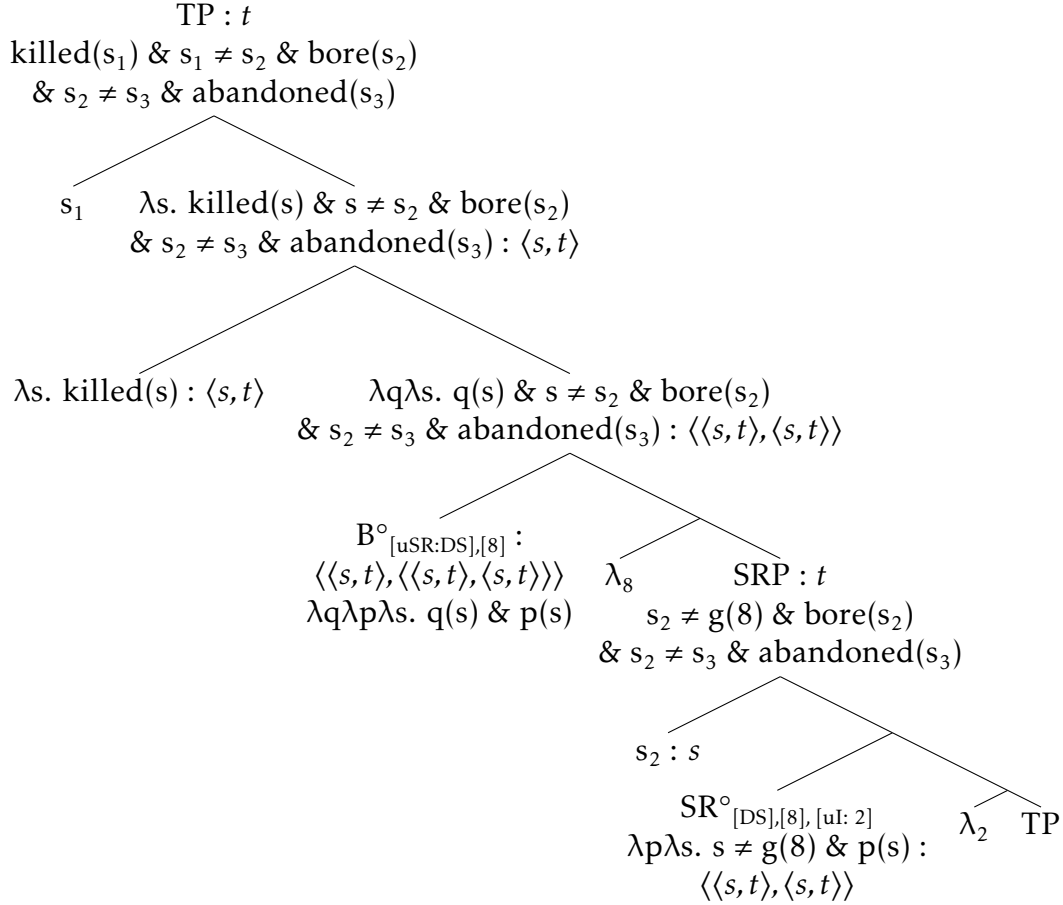 TP : t
killed(s₁) & s₁ ≠ s₂ & bore(s₂)
& s₂ ≠ s₃ & abandoned(s₃)
s₁
λs. killed(s) & s ≠ s₂ & bore(s₂)
& s₂ ≠ s₃ & abandoned(s₃) : ⟨s,t⟩
λs. killed(s) : ⟨s,t⟩
λqλs. q(s) & s ≠ s₂ & bore(s₂)
& s₂ ≠ s₃ & abandoned(s₃) : ⟨⟨s,t⟩,⟨s,t⟩⟩
B°[uSR:DS],[8] :
⟨⟨s,t⟩,⟨⟨s,t⟩,⟨s,t⟩⟩⟩
λqλpλs. q(s) & p(s)
λ₈
SRP : t
s₂ ≠ g(8) & bore(s₂)
& s₂ ≠ s₃ & abandoned(s₃)
s₂ : s
SR°[DS],[8], [uI: 2]
λpλs. s ≠ g(8) & p(s) :
⟨⟨s,t⟩,⟨s,t⟩⟩
λ₂
TP